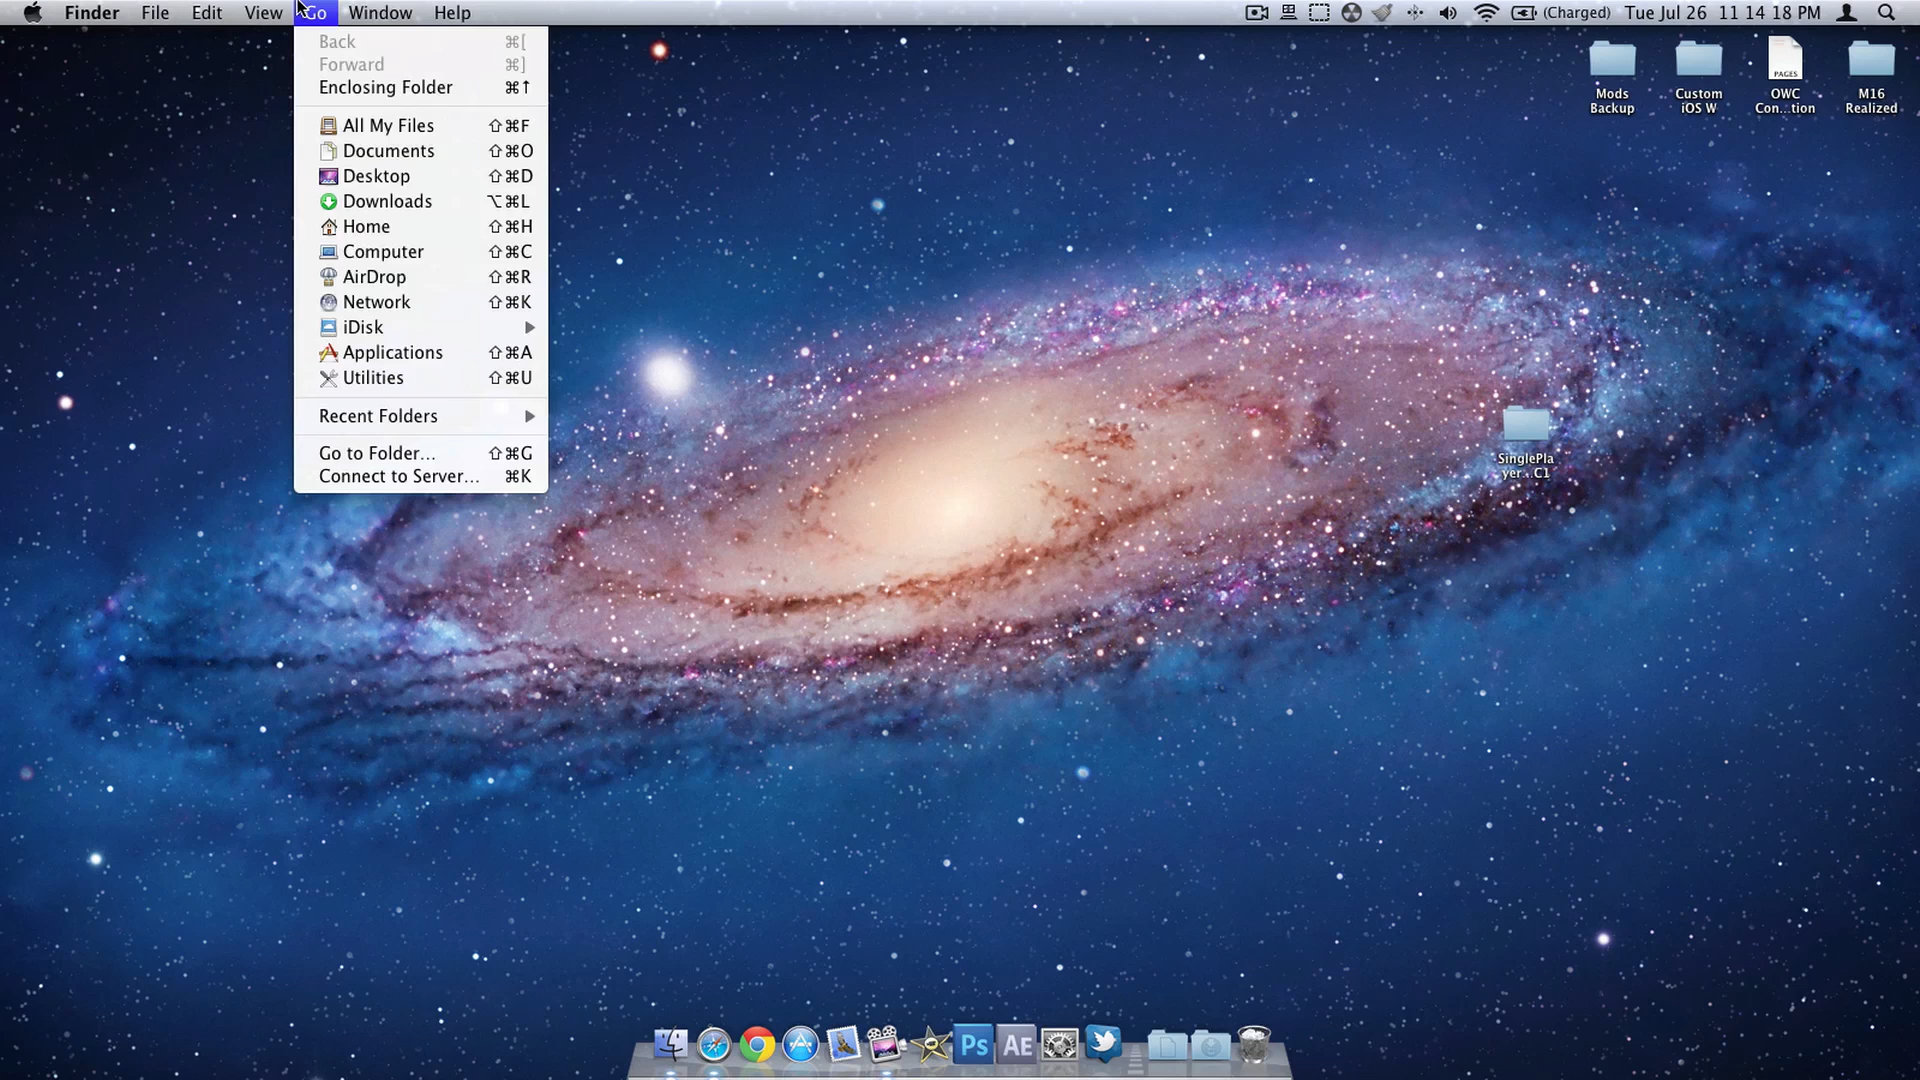 Finder File Edit View Go Window Help (Charged) Tue Jul 26 11 14 18 PM
Back ⌘[
Forward ⌘]
Enclosing Folder ⌘↑
All My Files ⇧⌘F
Documents ⇧⌘O
Desktop ⇧⌘D
Downloads ⌥⌘L
Home ⇧⌘H
Computer ⇧⌘C
AirDrop ⇧⌘R
Network ⇧⌘K
iDisk
Applications ⇧⌘A
Utilities ⇧⌘U
Recent Folders
Go to Folder... ⇧⌘G
Connect to Server... ⌘K
PAGES
Mods
Backup
Custom
iOS W
OWC
Con...tion
M16
Realized
SinglePla
yer...C1
Ps AE